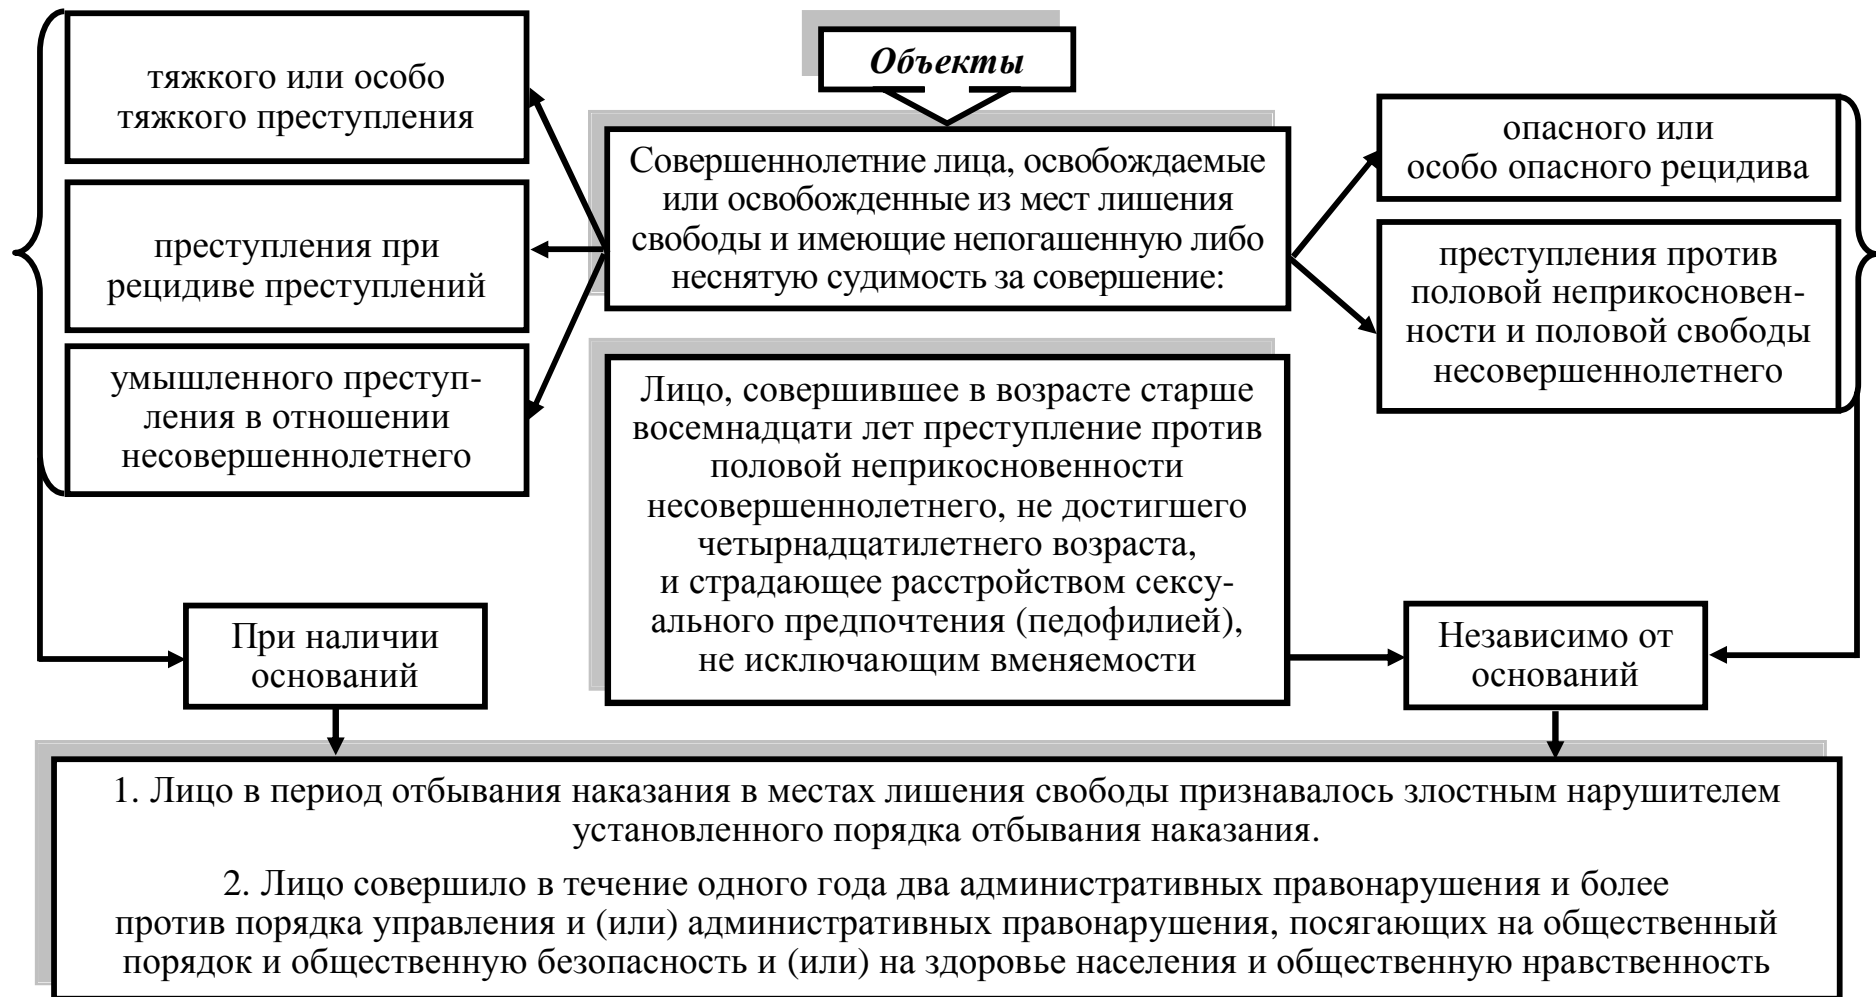 Объекты
тяжкого или особо
тяжкого преступления
преступления при
рецидиве преступлений
умышленного преступ-
ления в отношении
несовершеннолетнего
Совершеннолетние лица, освобождаемые
или освобожденные из мест лишения
свободы и имеющие непогашенную либо
неснятую судимость за совершение:
опасного или
особо опасного рецидива
преступления против
половой неприкосновен-
ности и половой свободы
несовершеннолетнего
Лицо, совершившее в возрасте старше
восемнадцати лет преступление против
половой неприкосновенности
несовершеннолетнего, не достигшего
четырнадцатилетнего возраста,
и страдающее расстройством сексу-
ального предпочтения (педофилией),
не исключающим вменяемости
При наличии
оснований
Независимо от
оснований
1. Лицо в период отбывания наказания в местах лишения свободы признавалось злостным нарушителем
установленного порядка отбывания наказания.
2. Лицо совершило в течение одного года два административных правонарушения и более
против порядка управления и (или) административных правонарушения, посягающих на общественный
порядок и общественную безопасность и (или) на здоровье населения и общественную нравственность